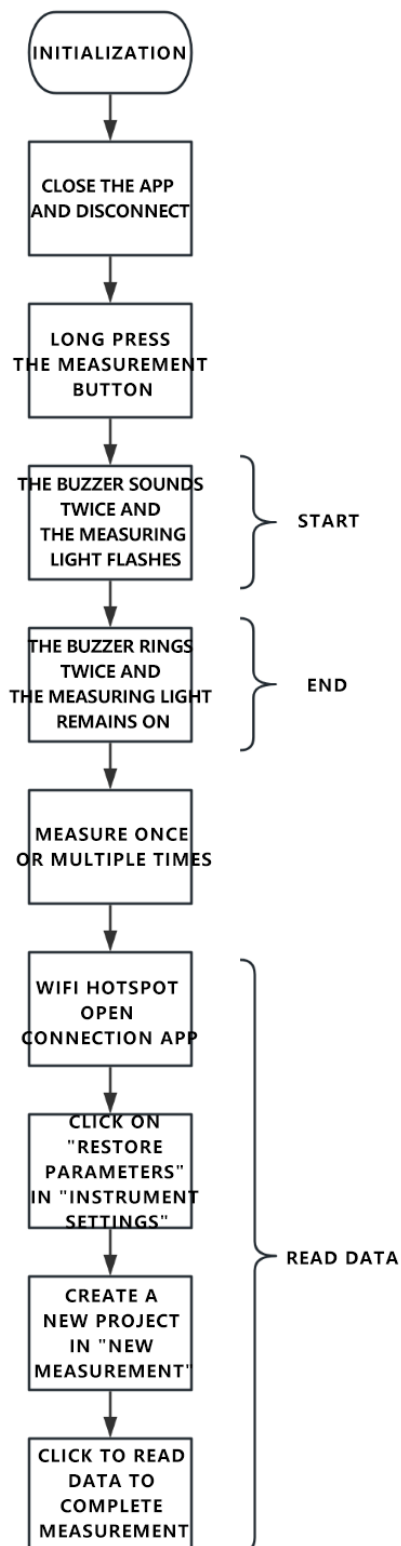 INITIALIZATION
CLOSE THE APP
AND DISCONNECT
LONG PRESS
THE MEASUREMENT
BUTTON
THE BUZZER SOUNDS
TWICE AND
THE MEASURING
LIGHT FLASHES
START
THE BUZZER RINGS
TWICE AND
THE MEASURING LIGHT
REMAINS ON
END
MEASURE ONCE
OR MULTIPLE TIMES
WIFI HOTSPOT
OPEN
CONNECTION APP
CLICK ON
"RESTORE
PARAMETERS"
IN "INSTRUMENT
SETTINGS"
READ DATA
CREATE A
NEW PROJECT
IN "NEW
MEASUREMENT"
CLICK TO READ
DATA TO
COMPLETE
MEASUREMENT